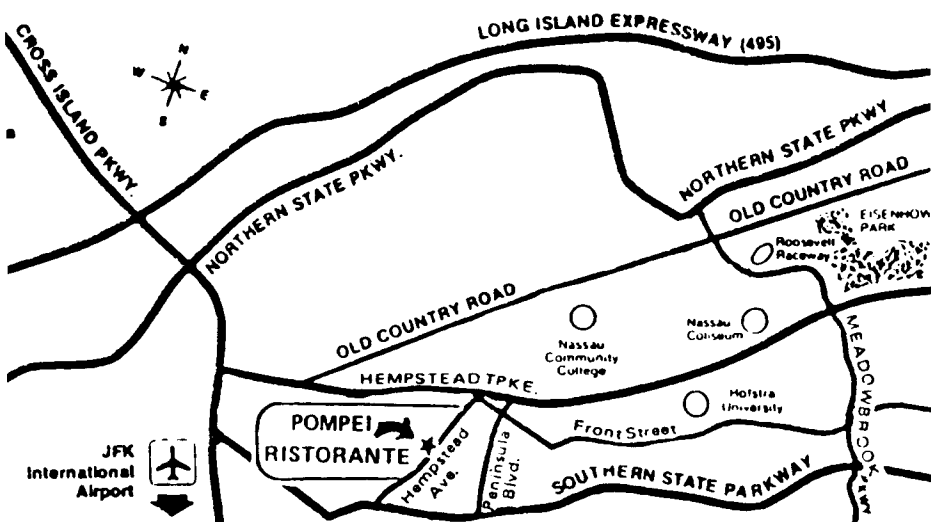 LONG ISLAND EXPRESSWAY (495)
CROSS ISLAND PKWY.
N
W
E
S
NORTHERN STATE PKWY.
NORTHERN STATE PKWY
OLD COUNTRY ROAD
EISENHOW
PARK
Roosevelt
Raceway
OLD COUNTRY ROAD
Nassau
Community
College
Nassau
Coliseum
MEADOWBROOK PKWY
HEMPSTEAD TPKE.
Hofstra
University
Front Street
POMPEI
RISTORANTE
Hempstead
Ave.
Peninsula
Blvd.
SOUTHERN STATE PARKWAY
JFK
International
Airport